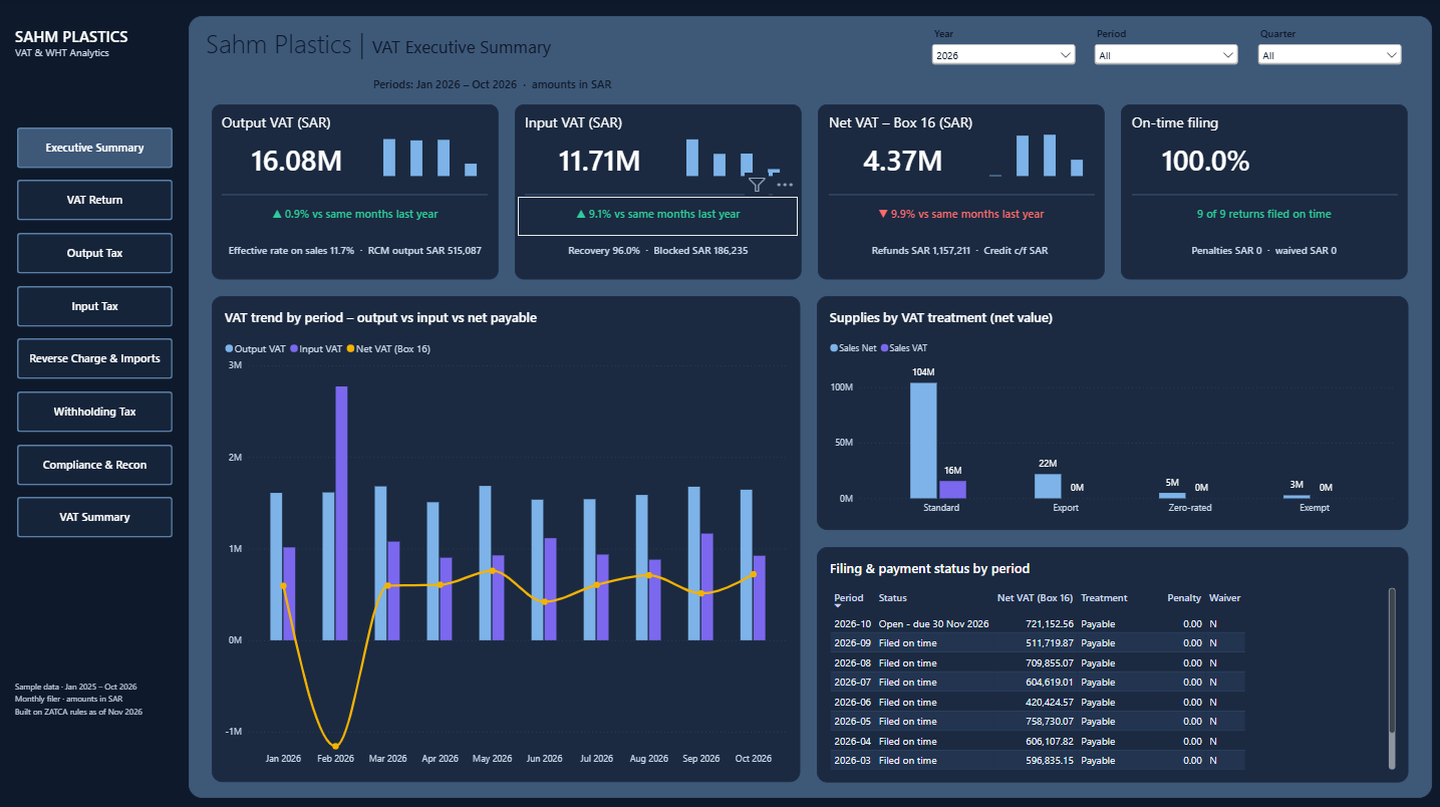 SAHM PLASTICS
VAT & WHT Analytics
Executive Summary
VAT Return
Output Tax
Input Tax
Reverse Charge & Imports
Withholding Tax
Compliance & Recon
VAT Summary
Sample data · Jan 2025 – Oct 2026
Monthly filer · amounts in SAR
Built on ZATCA rules as of Nov 2026
Sahm Plastics | VAT Executive Summary
Periods: Jan 2026 – Oct 2026 · amounts in SAR
Year
2026
Period
All
Quarter
All
Output VAT (SAR)
16.08M
▲ 0.9% vs same months last year
Effective rate on sales 11.7% · RCM output SAR 515,087
Input VAT (SAR)
11.71M
▲ 9.1% vs same months last year
Recovery 96.0% · Blocked SAR 186,235
Net VAT – Box 16 (SAR)
4.37M
▼ 9.9% vs same months last year
Refunds SAR 1,157,211 · Credit c/f SAR
On-time filing
100.0%
9 of 9 returns filed on time
Penalties SAR 0 · waived SAR 0
VAT trend by period – output vs input vs net payable
Output VAT Input VAT Net VAT (Box 16)
3M
2M
1M
0M
-1M
Jan 2026 Feb 2026 Mar 2026 Apr 2026 May 2026 Jun 2026 Jul 2026 Aug 2026 Sep 2026 Oct 2026
Supplies by VAT treatment (net value)
Sales Net Sales VAT
100M
50M
0M
104M 16M 22M 0M 5M 0M 3M 0M
Standard Export Zero-rated Exempt
Filing & payment status by period
Period Status Net VAT (Box 16) Treatment Penalty Waiver
2026-10 Open - due 30 Nov 2026 721,152.56 Payable 0.00 N
2026-09 Filed on time 511,719.87 Payable 0.00 N
2026-08 Filed on time 709,855.07 Payable 0.00 N
2026-07 Filed on time 604,619.01 Payable 0.00 N
2026-06 Filed on time 420,424.57 Payable 0.00 N
2026-05 Filed on time 758,730.07 Payable 0.00 N
2026-04 Filed on time 606,107.82 Payable 0.00 N
2026-03 Filed on time 596,835.15 Payable 0.00 N